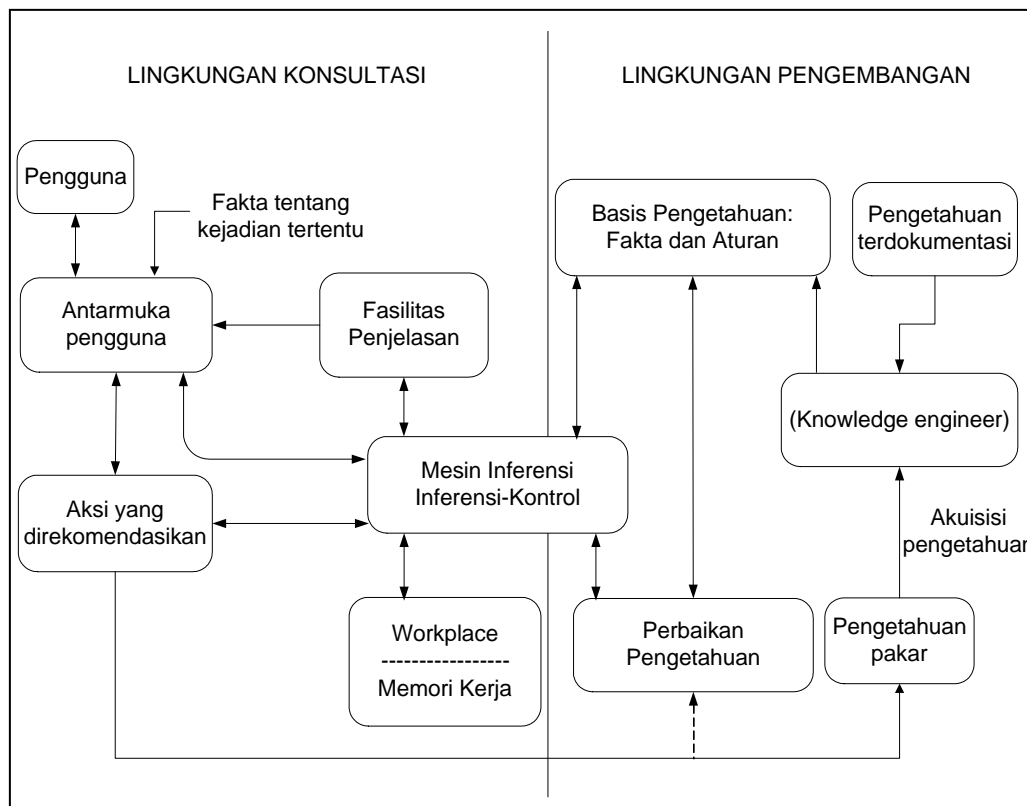 LINGKUNGAN KONSULTASI
LINGKUNGAN PENGEMBANGAN
Pengguna
Fakta tentang
kejadian tertentu
Basis Pengetahuan:
Fakta dan Aturan
Pengetahuan
terdokumentasi
Antarmuka
pengguna
Fasilitas
Penjelasan
(Knowledge engineer)
Mesin Inferensi
Inferensi-Kontrol
Aksi yang
direkomendasikan
Akuisisi
pengetahuan
Workplace
------------------
Memori Kerja
Perbaikan
Pengetahuan
Pengetahuan
pakar